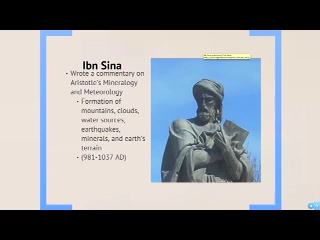 Ibn Sina
• Wrote a commentary on
Aristotle's Mineralogy
and Meteorology
• Formation of
mountains, clouds,
water sources,
earthquakes,
minerals, and earth's
terrain
• (981-1037 AD)